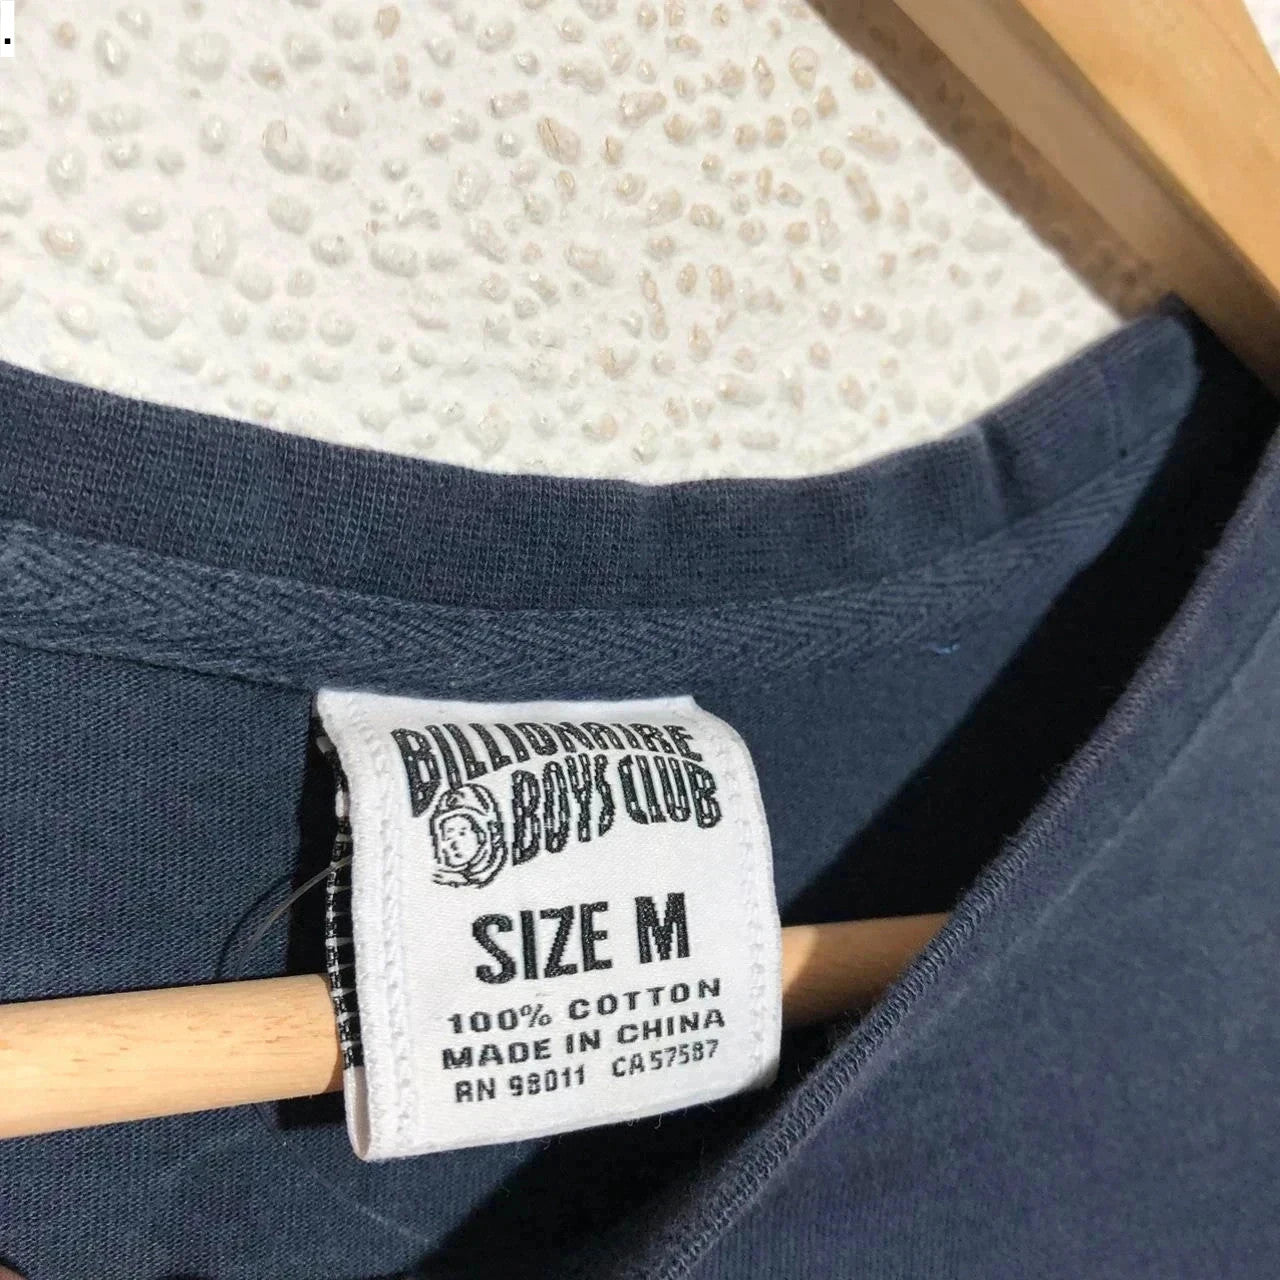 .
BILLIONAIRE
BOYS CLUB
SIZE M
100% COTTON
MADE IN CHINA
RN 98011 CA57587